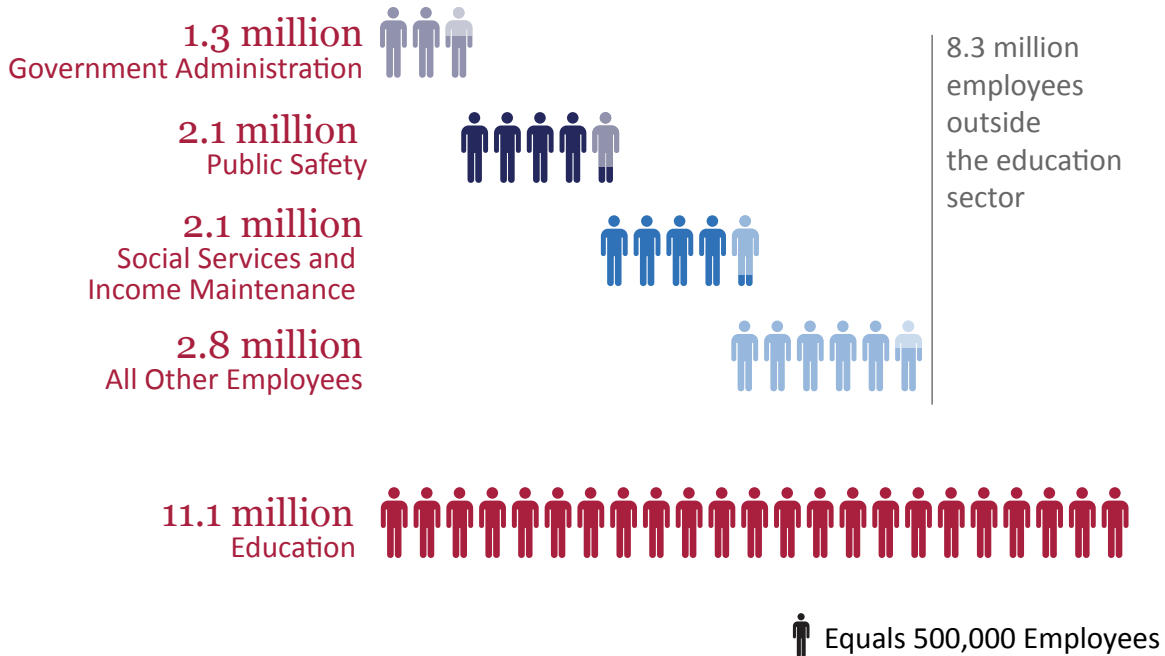 1.3 million
Government Administration
2.1 million
Public Safety
2.1 million
Social Services and
Income Maintenance
2.8 million
All Other Employees
8.3 million
employees
outside
the education
sector
11.1 million
Education
Equals 500,000 Employees